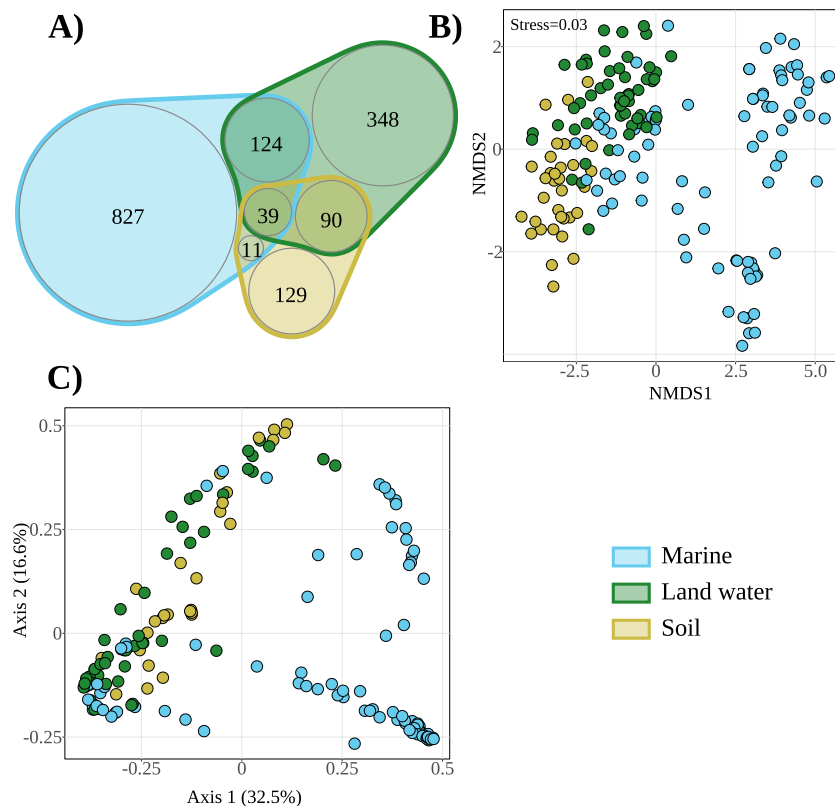 A)
827
124
348
39
90
11
129
B)
Stress=0.03
NMDS2
2
0
-2
-2.5 0 2.5 5.0
NMDS1
C)
Axis 2 (16.6%)
0.5
0.25
0
-0.25
-0.25 0 0.25 0.5
Axis 1 (32.5%)
Marine
Land water
Soil